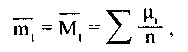 m̅₁ = M̅₁ = ∑ μ₁/n ,